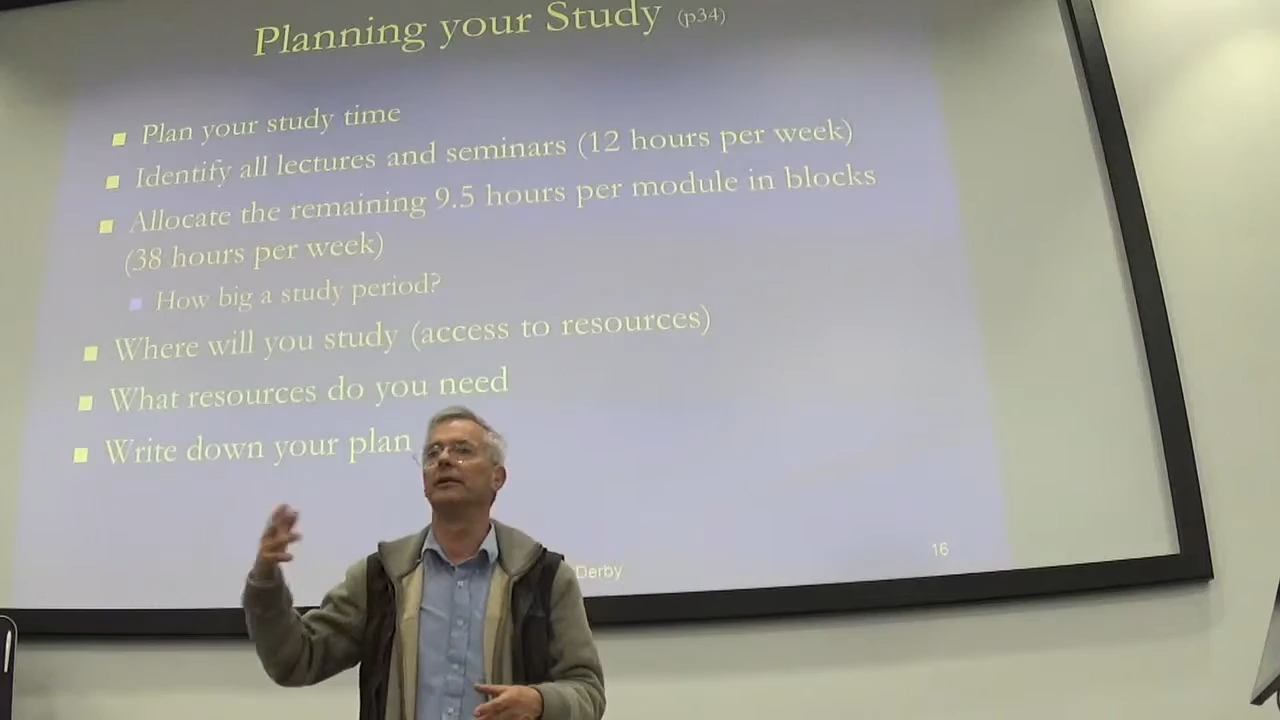 Planning your Study (p34)
Plan your study time
Identify all lectures and seminars (12 hours per week)
Allocate the remaining 9.5 hours per module in blocks
(38 hours per week)
How big a study period?
Where will you study (access to resources)
What resources do you need
Write down your plan
Derby
16